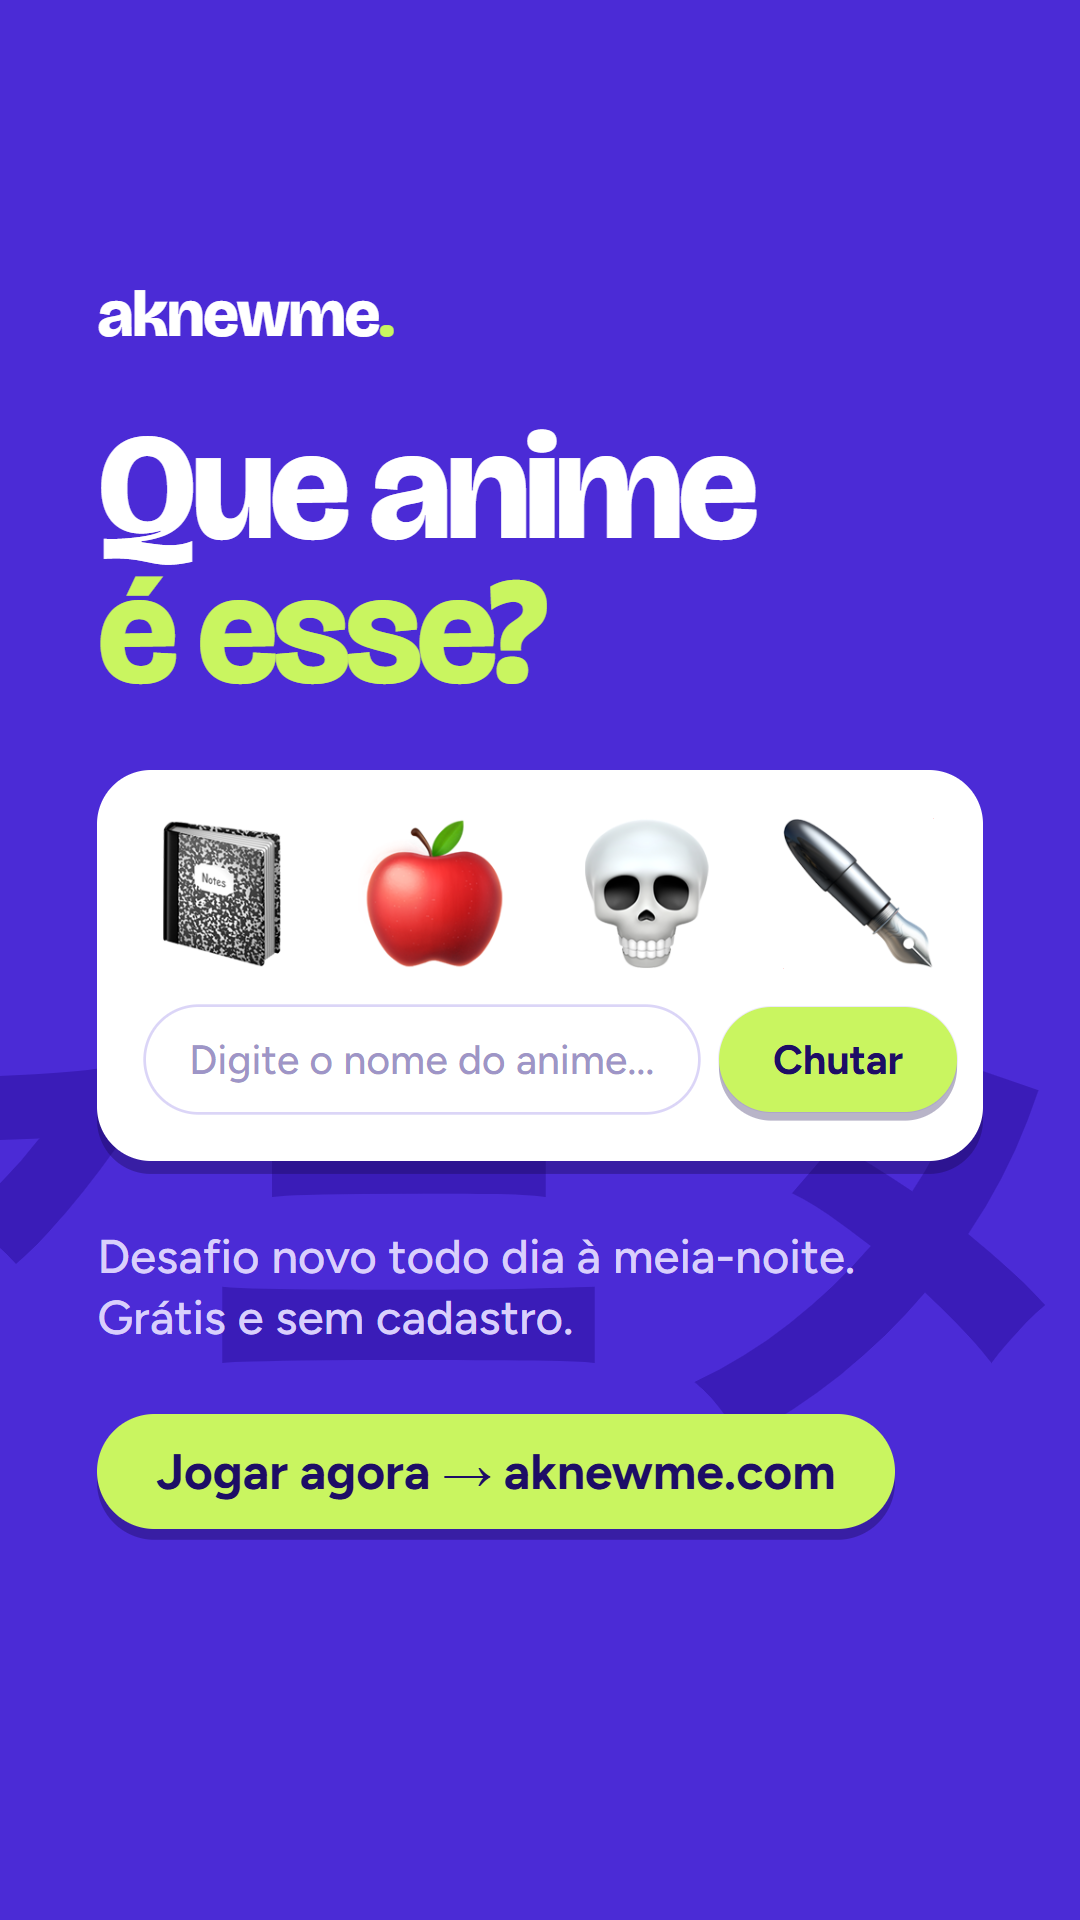 aknewme.
Que anime
é esse?
Notes
Digite o nome do anime...
Chutar
Desafio novo todo dia à meia-noite.
Grátis e sem cadastro.
Jogar agora → aknewme.com